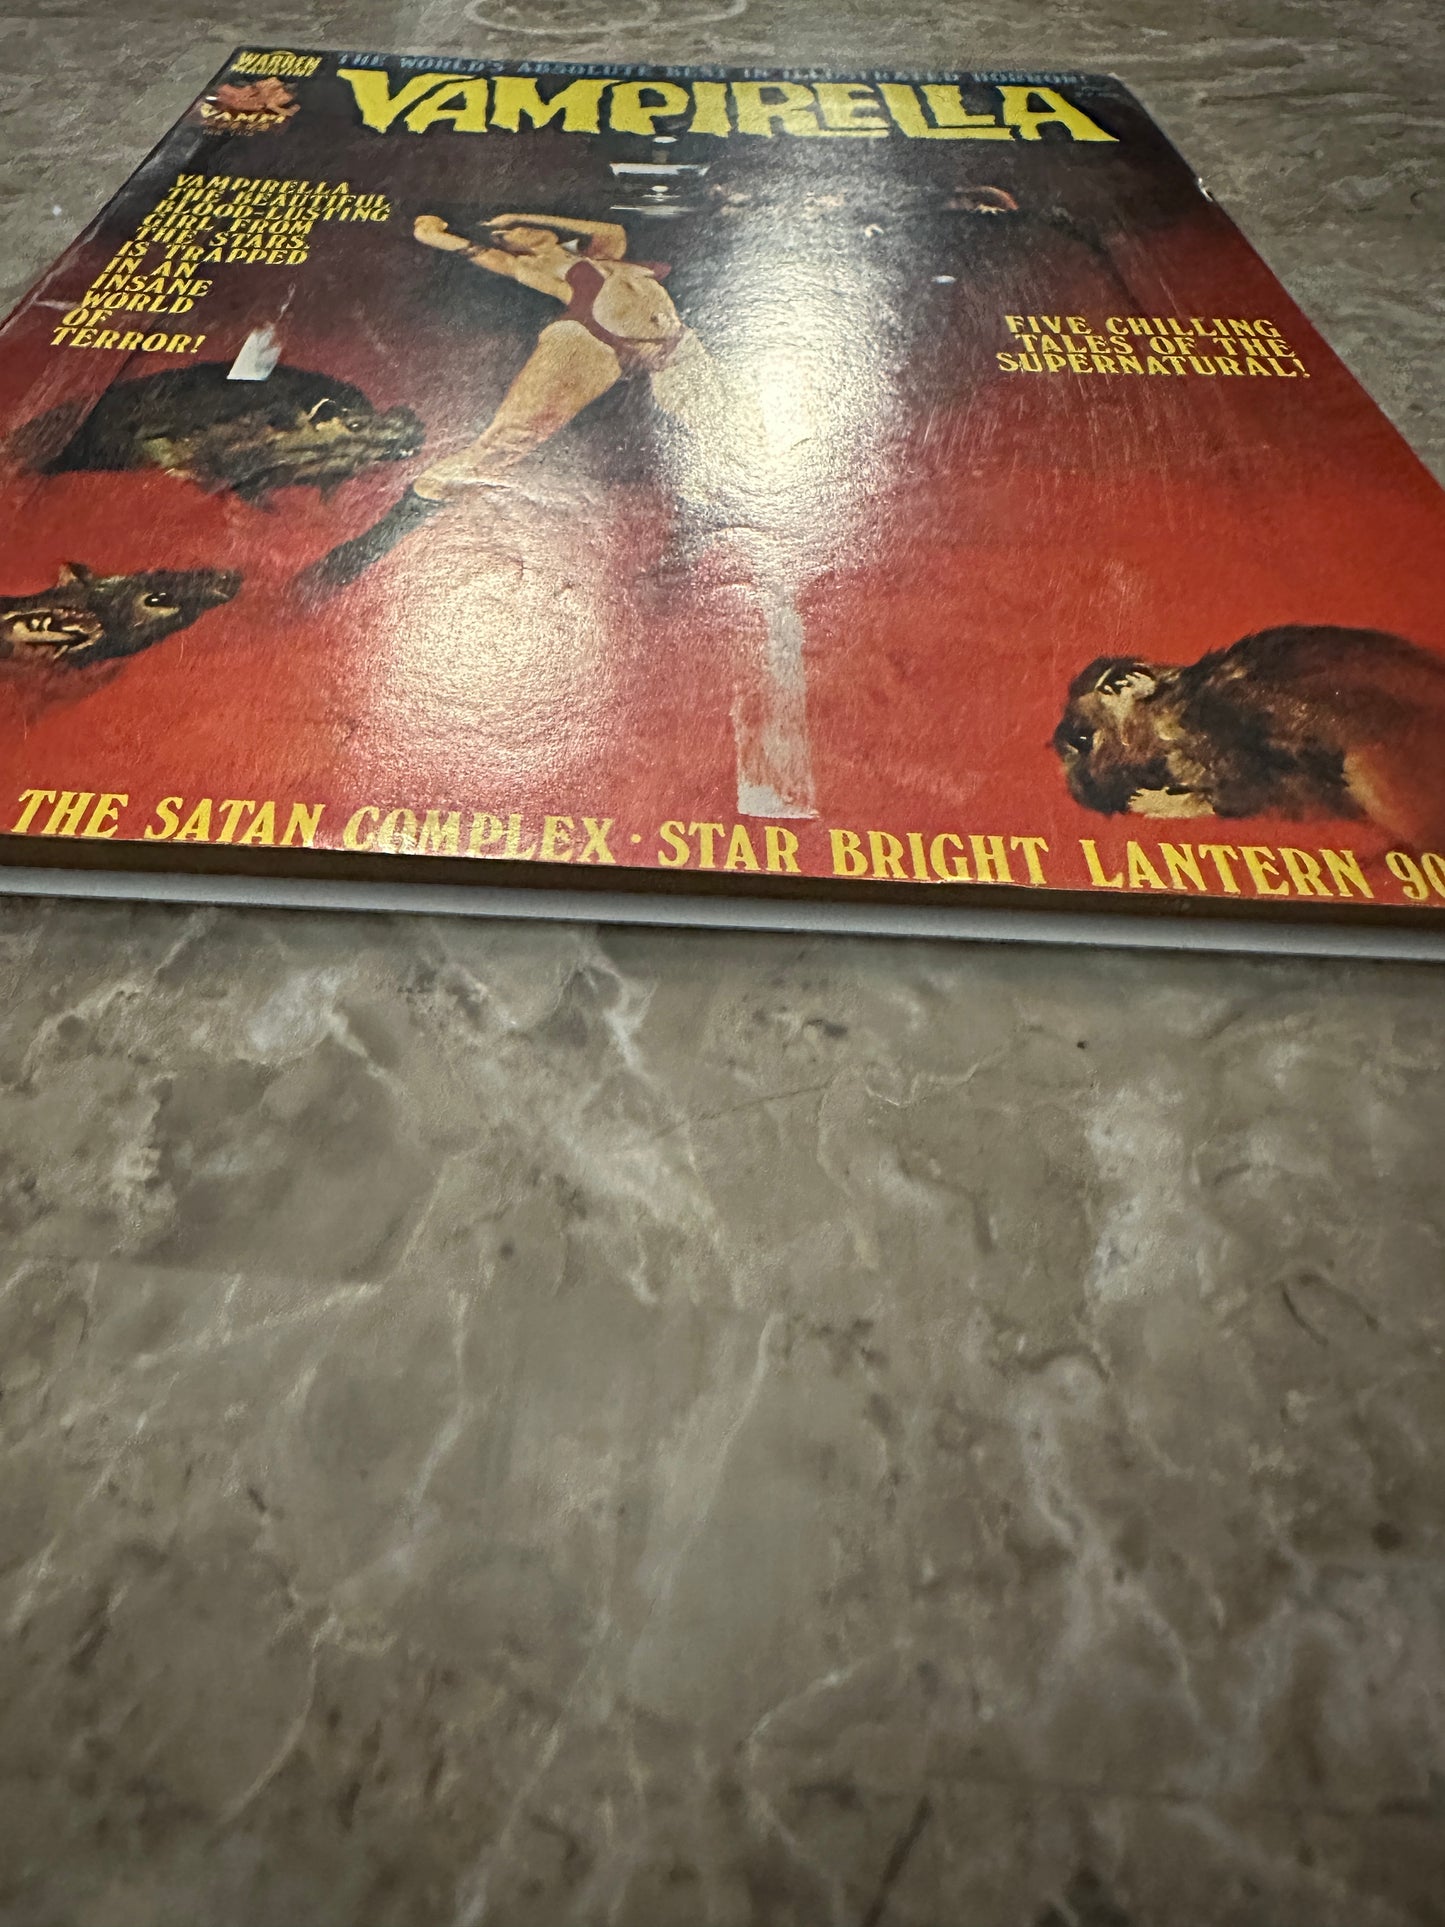 WARREN
MAGAZINE
THE WORLD'S ABSOLUTE BEST IN ILLUSTRATED HORROR!
VAMPIRELLA
VAMPIRELLA
THE BEAUTIFUL
BLOOD-LUSTING
GIRL FROM
THE STARS.
IS TRAPPED
IN AN
INSANE
WORLD
OF
TERROR!
FIVE CHILLING
TALES OF THE
SUPERNATURAL!
THE SATAN COMPLEX · STAR BRIGHT LANTERN 90